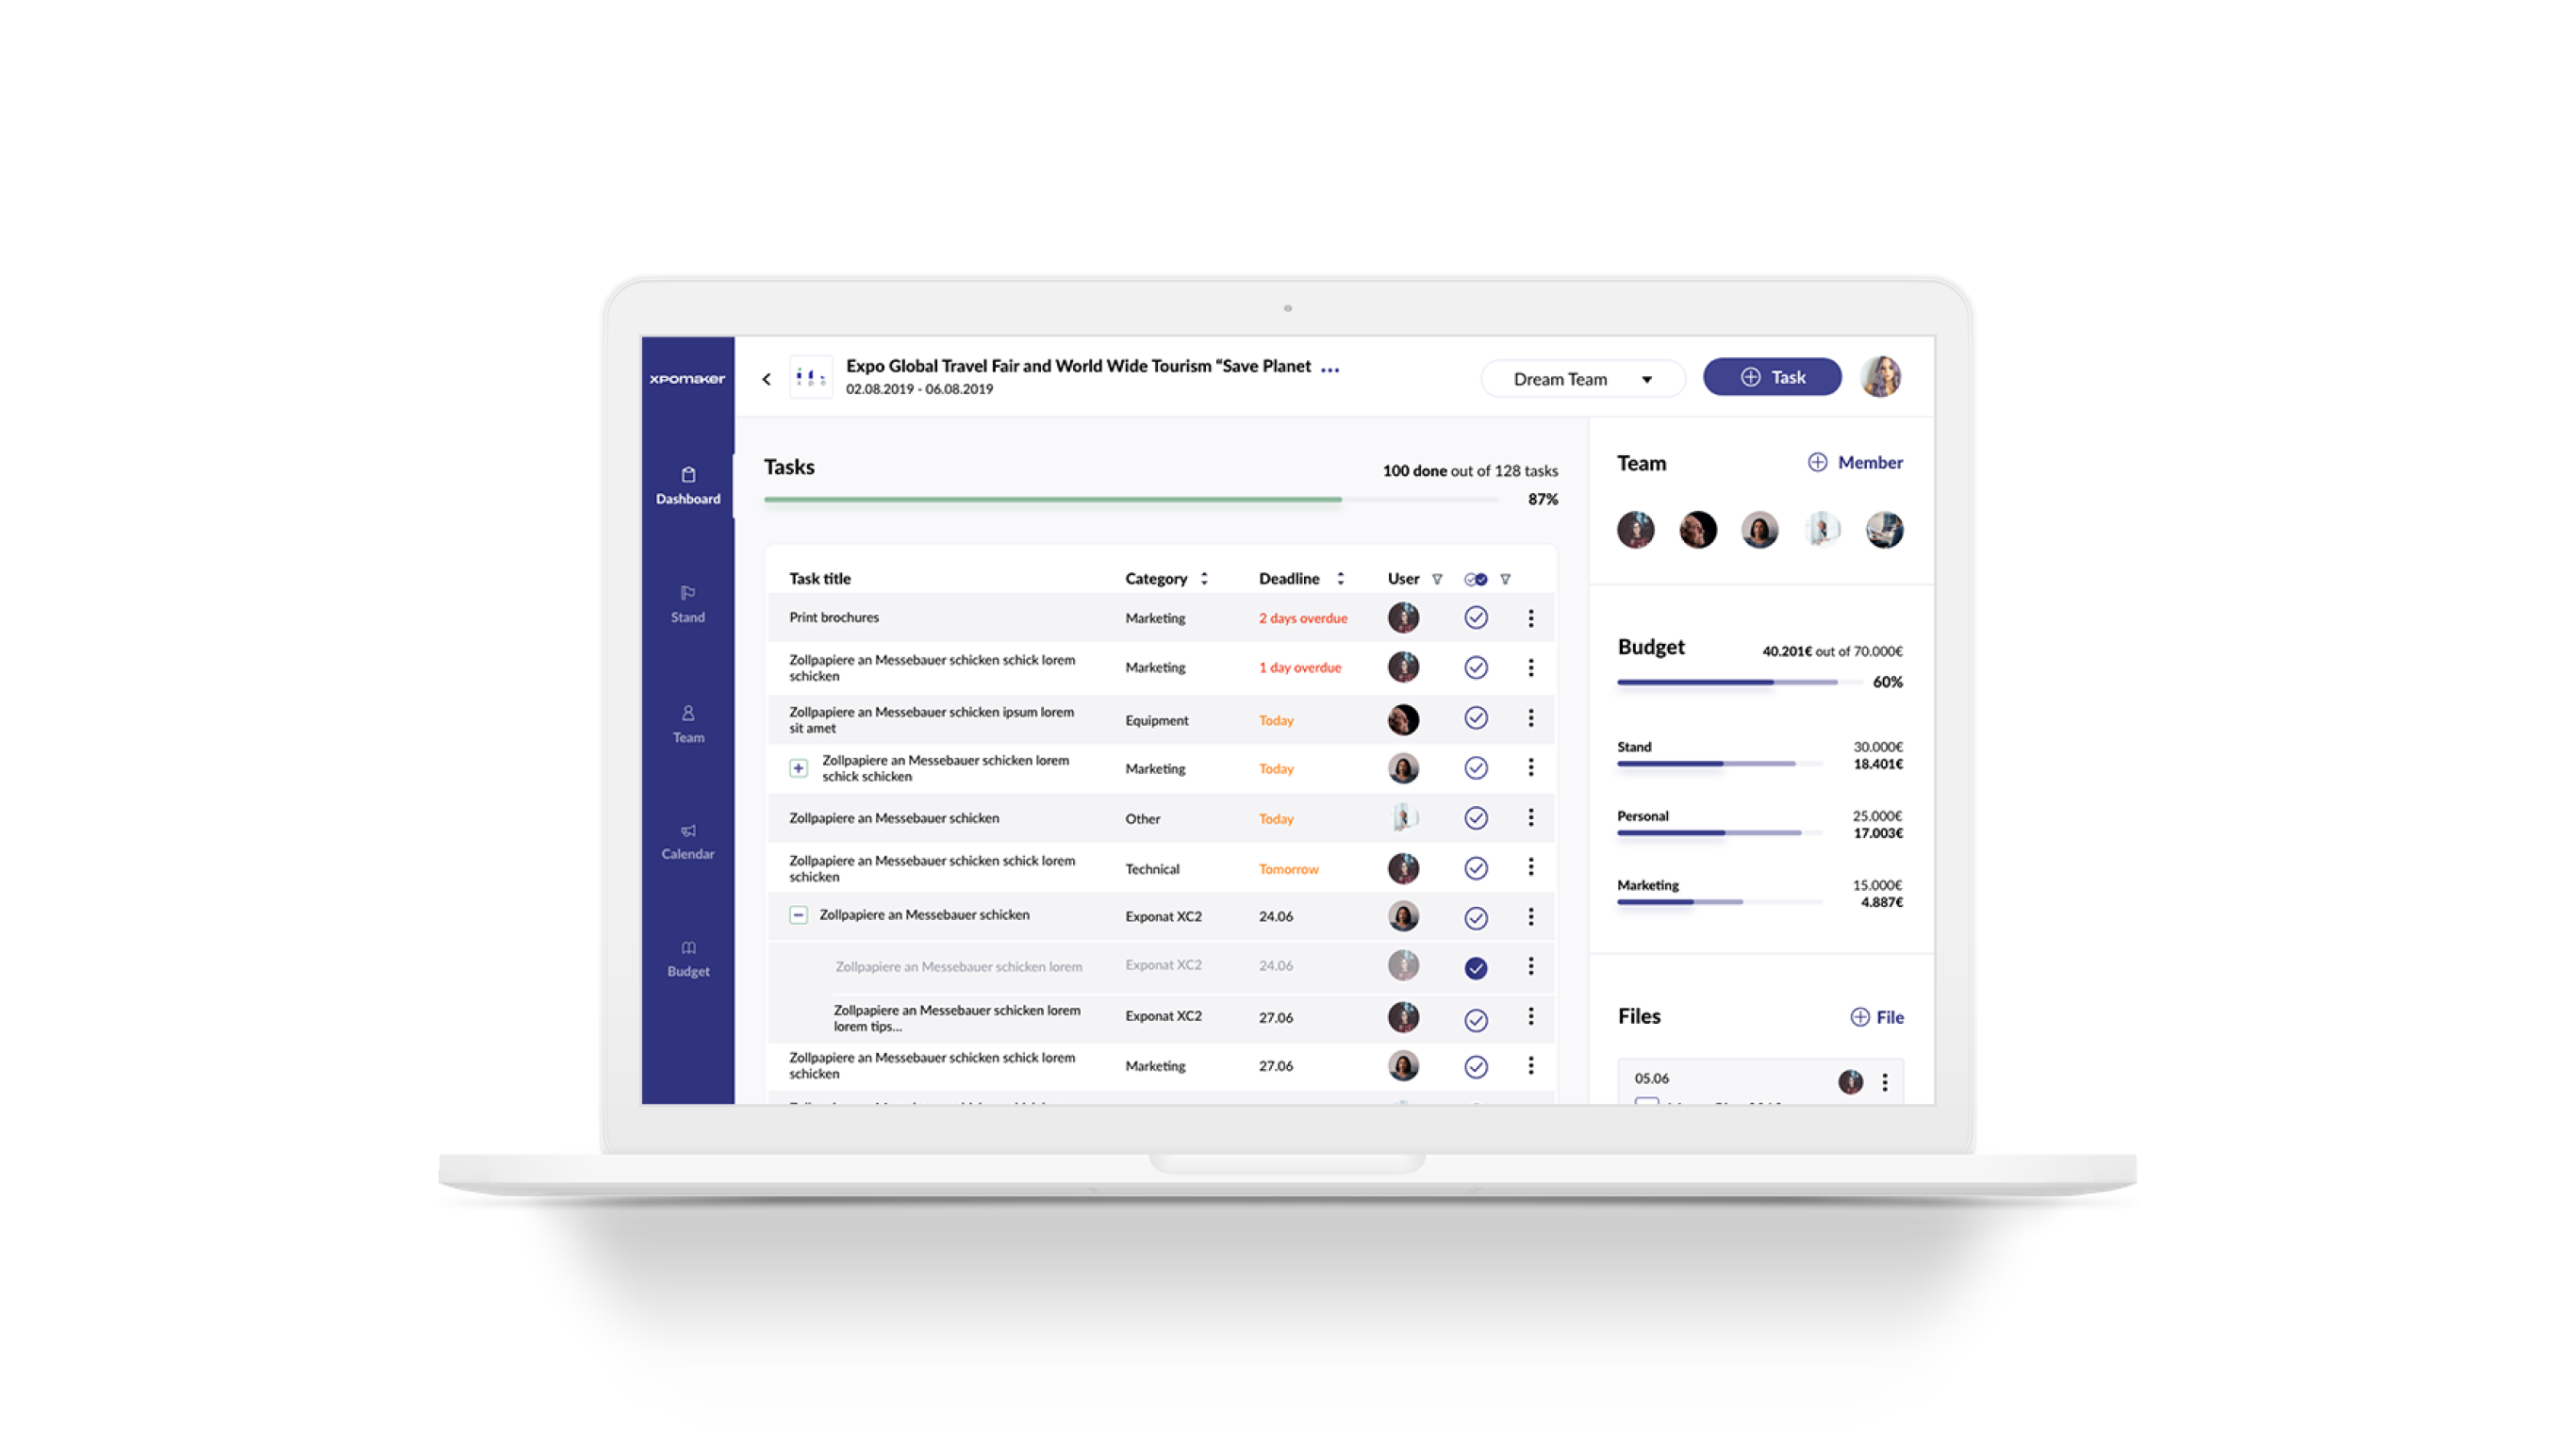 xpomaker
Dashboard
Stand
Team
Calendar
Budget
Expo Global Travel Fair and World Wide Tourism “Save Planet ...
02.08.2019 - 06.08.2019
Dream Team
Task
Tasks
100 done out of 128 tasks
87%
Task title Category Deadline User
Print brochures Marketing 2 days overdue
Zollpapiere an Messebauer schicken schick lorem
schicken
Marketing 1 day overdue
Zollpapiere an Messebauer schicken ipsum lorem
sit amet
Equipment Today
Zollpapiere an Messebauer schicken lorem
schick schicken
Marketing Today
Zollpapiere an Messebauer schicken Other Today
Zollpapiere an Messebauer schicken schick lorem
schicken
Technical Tomorrow
Zollpapiere an Messebauer schicken Exponat XC2 24.06
Zollpapiere an Messebauer schicken lorem Exponat XC2 24.06
Zollpapiere an Messebauer schicken lorem
lorem tips...
Exponat XC2 27.06
Zollpapiere an Messebauer schicken schick lorem
schicken
Marketing 27.06
Team
Member
Budget
40.201€ out of 70.000€
60%
Stand 30.000€
18.401€
Personal 25.000€
17.003€
Marketing 15.000€
4.887€
Files
File
05.06